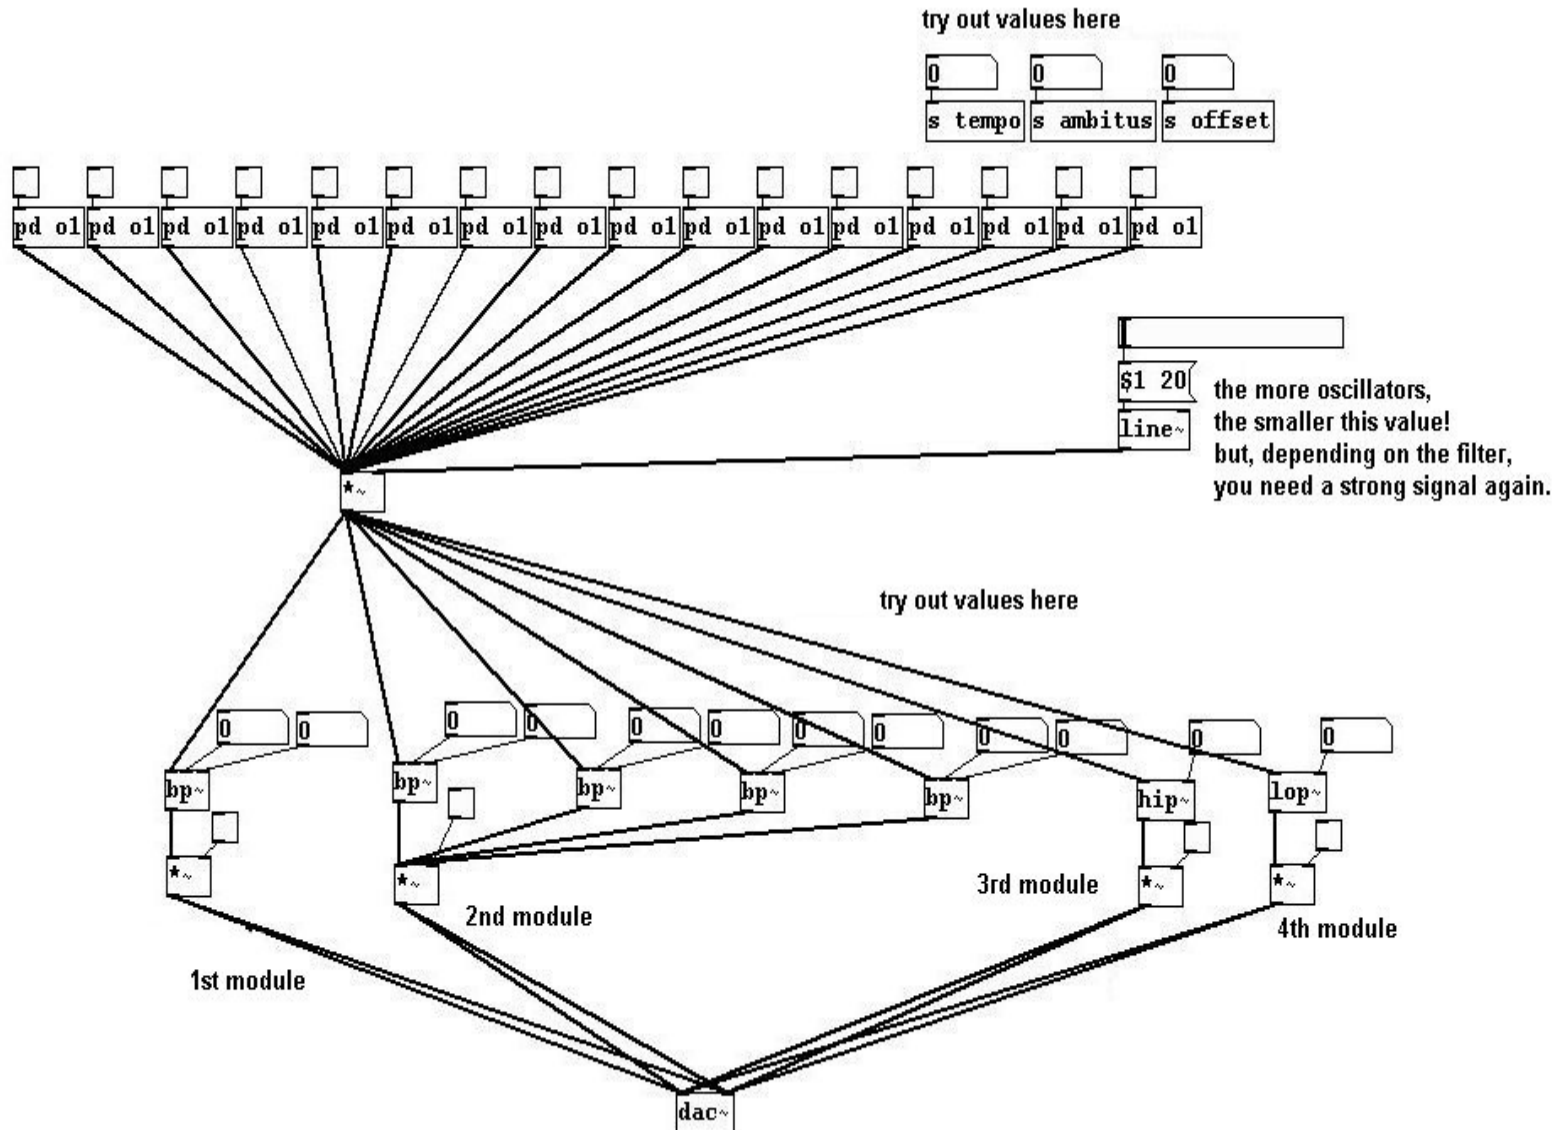 try out values here
0 0 0
s tempo s ambitus s offset
pd o1 pd o1 pd o1 pd o1 pd o1 pd o1 pd o1 pd o1 pd o1 pd o1 pd o1 pd o1 pd o1 pd o1 pd o1 pd o1
$1 20
line~
the more oscillators,
the smaller this value!
but, depending on the filter,
you need a strong signal again.
*~
try out values here
0 0 0 0 0 0 0 0 0 0 0 0
bp~ bp~ bp~ bp~ bp~ hip~ lop~
*~ *~ *~ *~
1st module
2nd module
3rd module
4th module
dac~